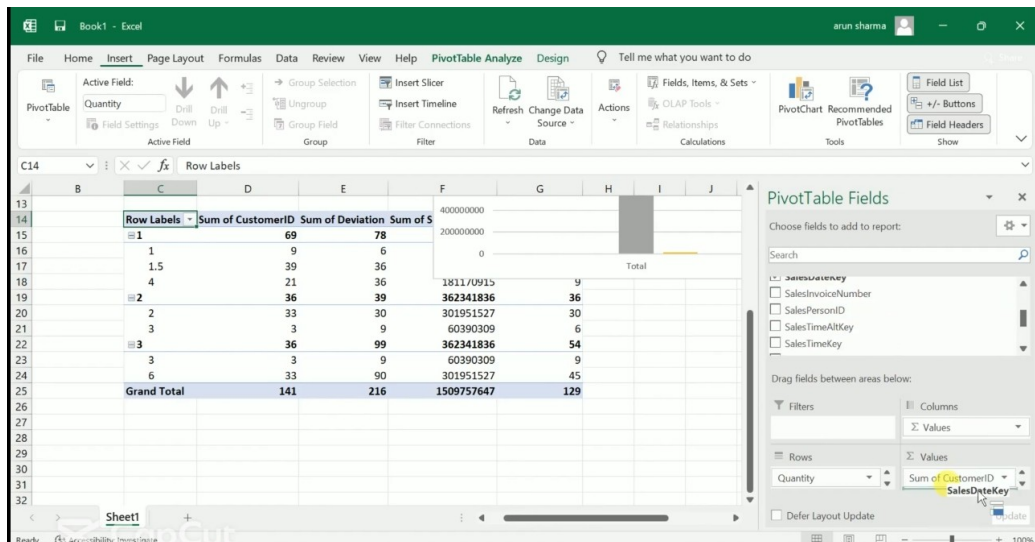 Book1 - Excel
arun sharma
File Home Insert Page Layout Formulas Data Review View Help PivotTable Analyze Design Tell me what you want to do
PivotTable
Active Field:
Quantity
Field Settings
Drill Down
Drill Up
Active Field
Group Selection
Ungroup
Group Field
Group
Insert Slicer
Insert Timeline
Filter Connections
Filter
Refresh
Change Data Source
Data
Actions
Fields, Items, & Sets
OLAP Tools
Relationships
Calculations
PivotChart
Recommended PivotTables
Tools
Field List
+/- Buttons
Field Headers
Show
C14
fx Row Labels
B C D E F G H I J
13
14 Row Labels Sum of CustomerID Sum of Deviation Sum of S
400000000
200000000
0
Total
15 1 69 78
16 1 9 6
17 1.5 39 36
18 4 21 36 181170915 9
19 2 36 39 362341836 36
20 2 33 30 301951527 30
21 3 3 9 60390309 6
22 3 36 99 362341836 54
23 3 3 9 60390309 9
24 6 33 90 301951527 45
25 Grand Total 141 216 1509757647 129
26
27
28
29
30
31
32
Sheet1
CapCut
Ready Accessibility: Investigate
100%
PivotTable Fields
Choose fields to add to report:
Search
SalesDateKey
SalesInvoiceNumber
SalesPersonID
SalesTimeAltKey
SalesTimeKey
Drag fields between areas below:
Filters
Columns
Σ Values
Rows
Quantity
Σ Values
Sum of CustomerID
SalesDateKey
Defer Layout Update
Update